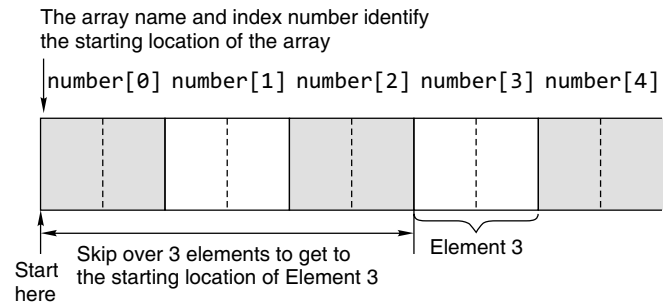 The array name and index number identify
the starting location of the array
number[0] number[1] number[2] number[3] number[4]
Skip over 3 elements to get to
the starting location of Element 3
Element 3
Start
here